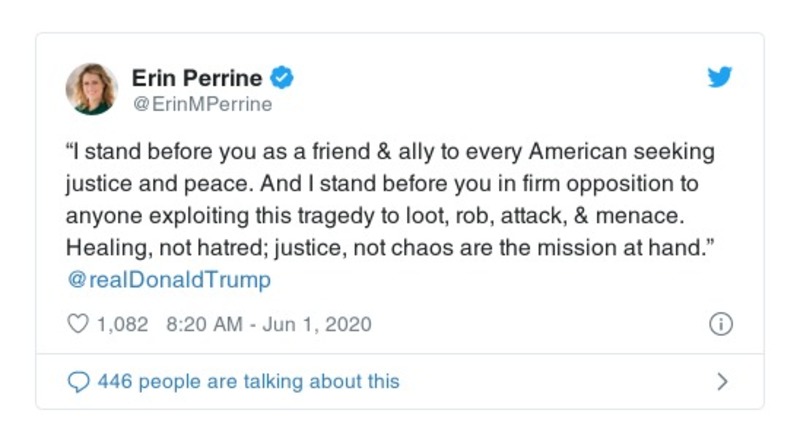 Erin Perrine
@ErinMPerrine
“I stand before you as a friend & ally to every American seeking
justice and peace. And I stand before you in firm opposition to
anyone exploiting this tragedy to loot, rob, attack, & menace.
Healing, not hatred; justice, not chaos are the mission at hand.”
@realDonaldTrump
1,082 8:20 AM - Jun 1, 2020
446 people are talking about this